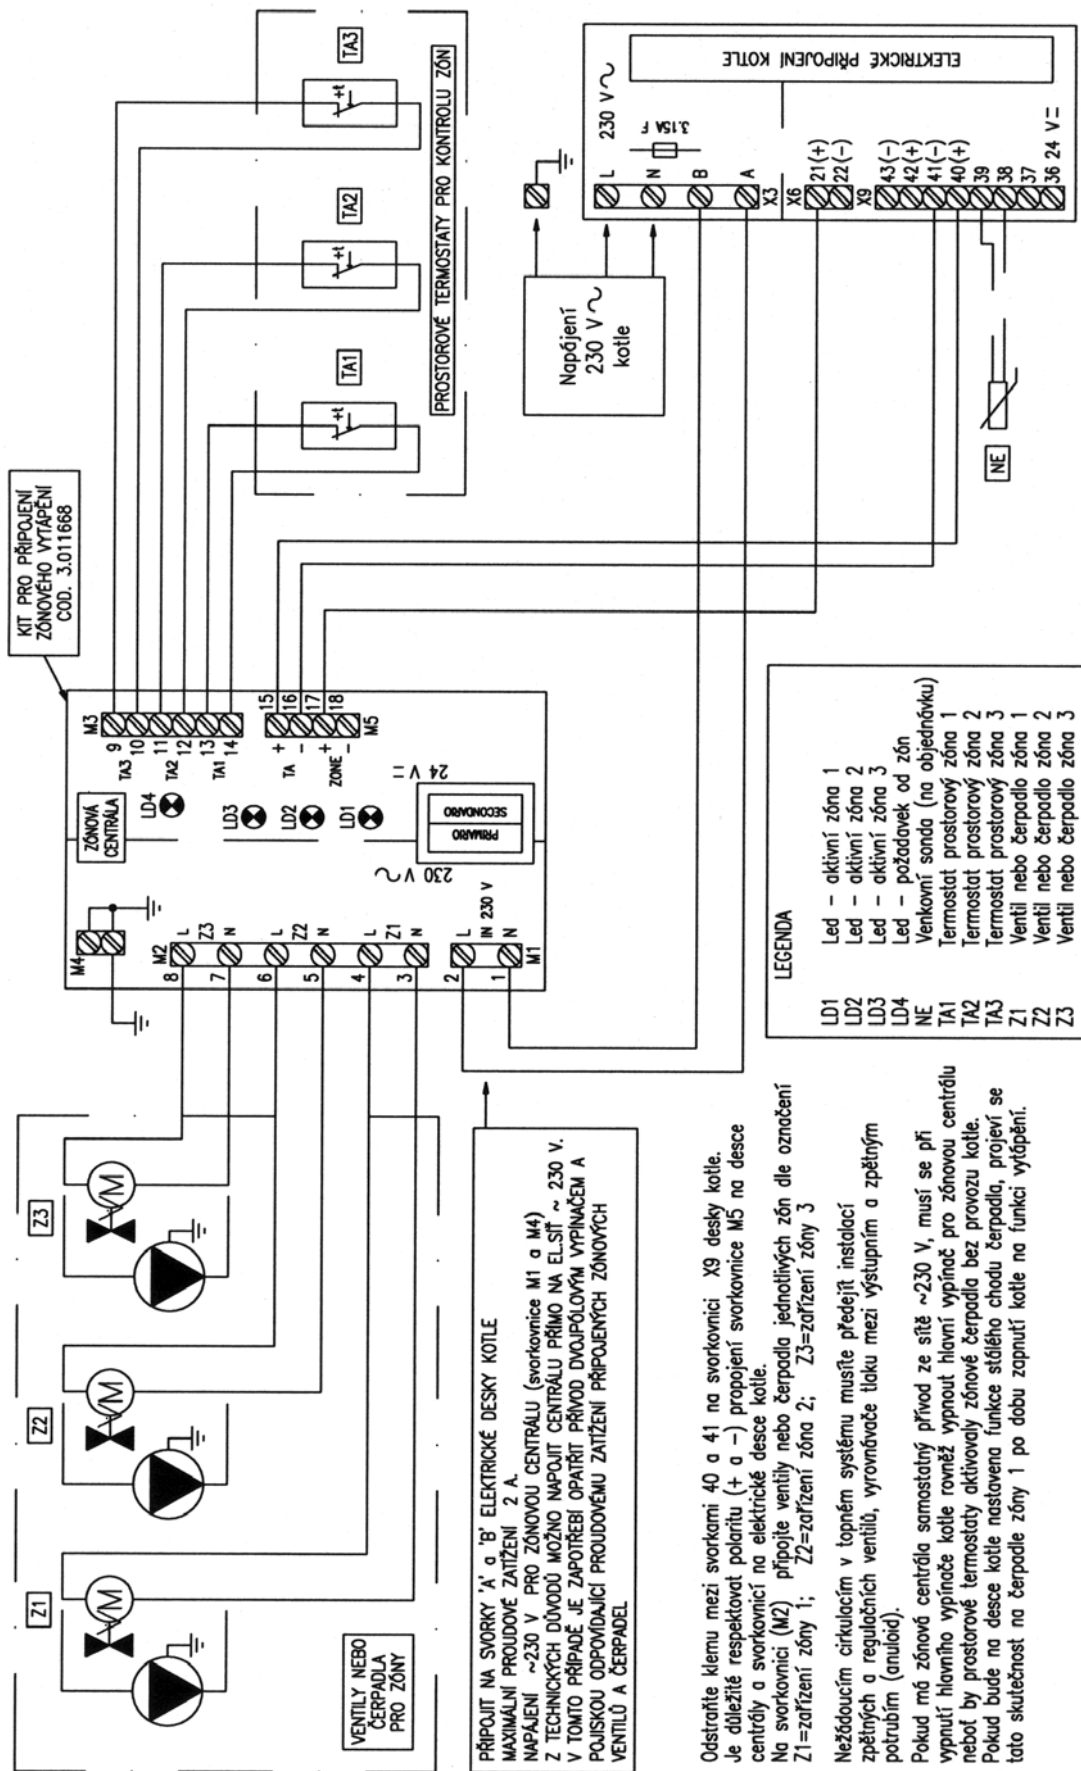 Z1
Z2
Z3
VENTILY NEBO
ČERPADLA
PRO ZÓNY
KIT PRO PŘIPOJENÍ
ZÓNOVÉHO VYTÁPĚNÍ
COD. 3.011668
M4
ZÓNOVÁ
CENTRÁLA
M2
8
L
Z3
7
N
6
L
Z2
5
N
4
L
Z1
3
N
2
L
IN 230 V
1
N
M1
230 V
24 V
PRIMARIO
SECONDARIO
LD4
LD3
LD2
LD1
M3
9
TA3
10
11
TA2
12
13
TA1
14
15
+
TA
16
-
17
+
ZONE
18
-
M5
TA1
TA2
TA3
+t
+t
+t
PROSTOROVÉ TERMOSTATY PRO KONTROLU ZÓN
Napájení
230 V ~
kotle
ELEKTRICKÉ PŘIPOJENÍ KOTLE
230 V ~
3.15A F
L
N
B
A
X3
X6
21(+)
22(-)
X9
43(-)
42(+)
41(-)
40(+)
39
38
37
36
24 V
NE
PŘIPOJIT NA SVORKY 'A' a 'B' ELEKTRICKÉ DESKY KOTLE
MAXIMÁLNÍ PROUDOVÉ ZATÍŽENÍ 2 A.
NAPÁJENÍ ~230 V PRO ZÓNOVOU CENTRÁLU (svorkovnice M1 a M4)
Z TECHNICKÝCH DŮVODŮ MOŽNO NAPOJIT CENTRÁLU PŘÍMO NA EL.SÍŤ ~ 230 V.
V TOMTO PŘÍPADĚ JE ZAPOTŘEBÍ OPATŘIT PŘÍVOD DVOJPÓLOVÝM VYPÍNAČEM A
POJISKOU ODPOVÍDAJÍCÍ PROUDOVÉMU ZATÍŽENÍ PŘIPOJENÝCH ZÓNOVÝCH
VENTILŮ A ČERPADEL
Odstraňte klemu mezi svorkami 40 a 41 na svorkovnici X9 desky kotle.
Je důležité respektovat polaritu (+ a -) propojení svorkovnice M5 na desce
centrály a svorkovnicí na elektrické desce kotle.
Na svorkovnici (M2) připojte ventily nebo čerpadla jednotlivých zón dle označení
Z1=zařízení zóny 1; Z2=zařízení zóna 2; Z3=zařízení zóny 3
Nežádoucím cirkulacím v topném systému musíte předejít instalací
zpětných a regulačních ventilů, vyrovnávače tlaku mezi výstupním a zpětným
potrubím (anuloid).
Pokud má zónová centrála samostatný přívod ze sítě ~230 V, musí se při
vypnutí hlavního vypínače kotle rovněž vypnout hlavní vypínač pro zónovou centrálu
neboť by prostorové termostaty aktivovaly zónové čerpadla bez provozu kotle.
Pokud bude na desce kotle nastavena funkce stálého chodu čerpadla, projeví se
tato skutečnost na čerpadle zóny 1 po dobu zapnutí kotle na funkci vytápění.
LEGENDA
LD1 Led - aktivní zóna 1
LD2 Led - aktivní zóna 2
LD3 Led - aktivní zóna 3
LD4 Led - požadavek od zón
NE Venkovní sonda (na objednávku)
TA1 Termostat prostorový zóna 1
TA2 Termostat prostorový zóna 2
TA3 Termostat prostorový zóna 3
Z1 Ventil nebo čerpadlo zóna 1
Z2 Ventil nebo čerpadlo zóna 2
Z3 Ventil nebo čerpadlo zóna 3
M
M
M